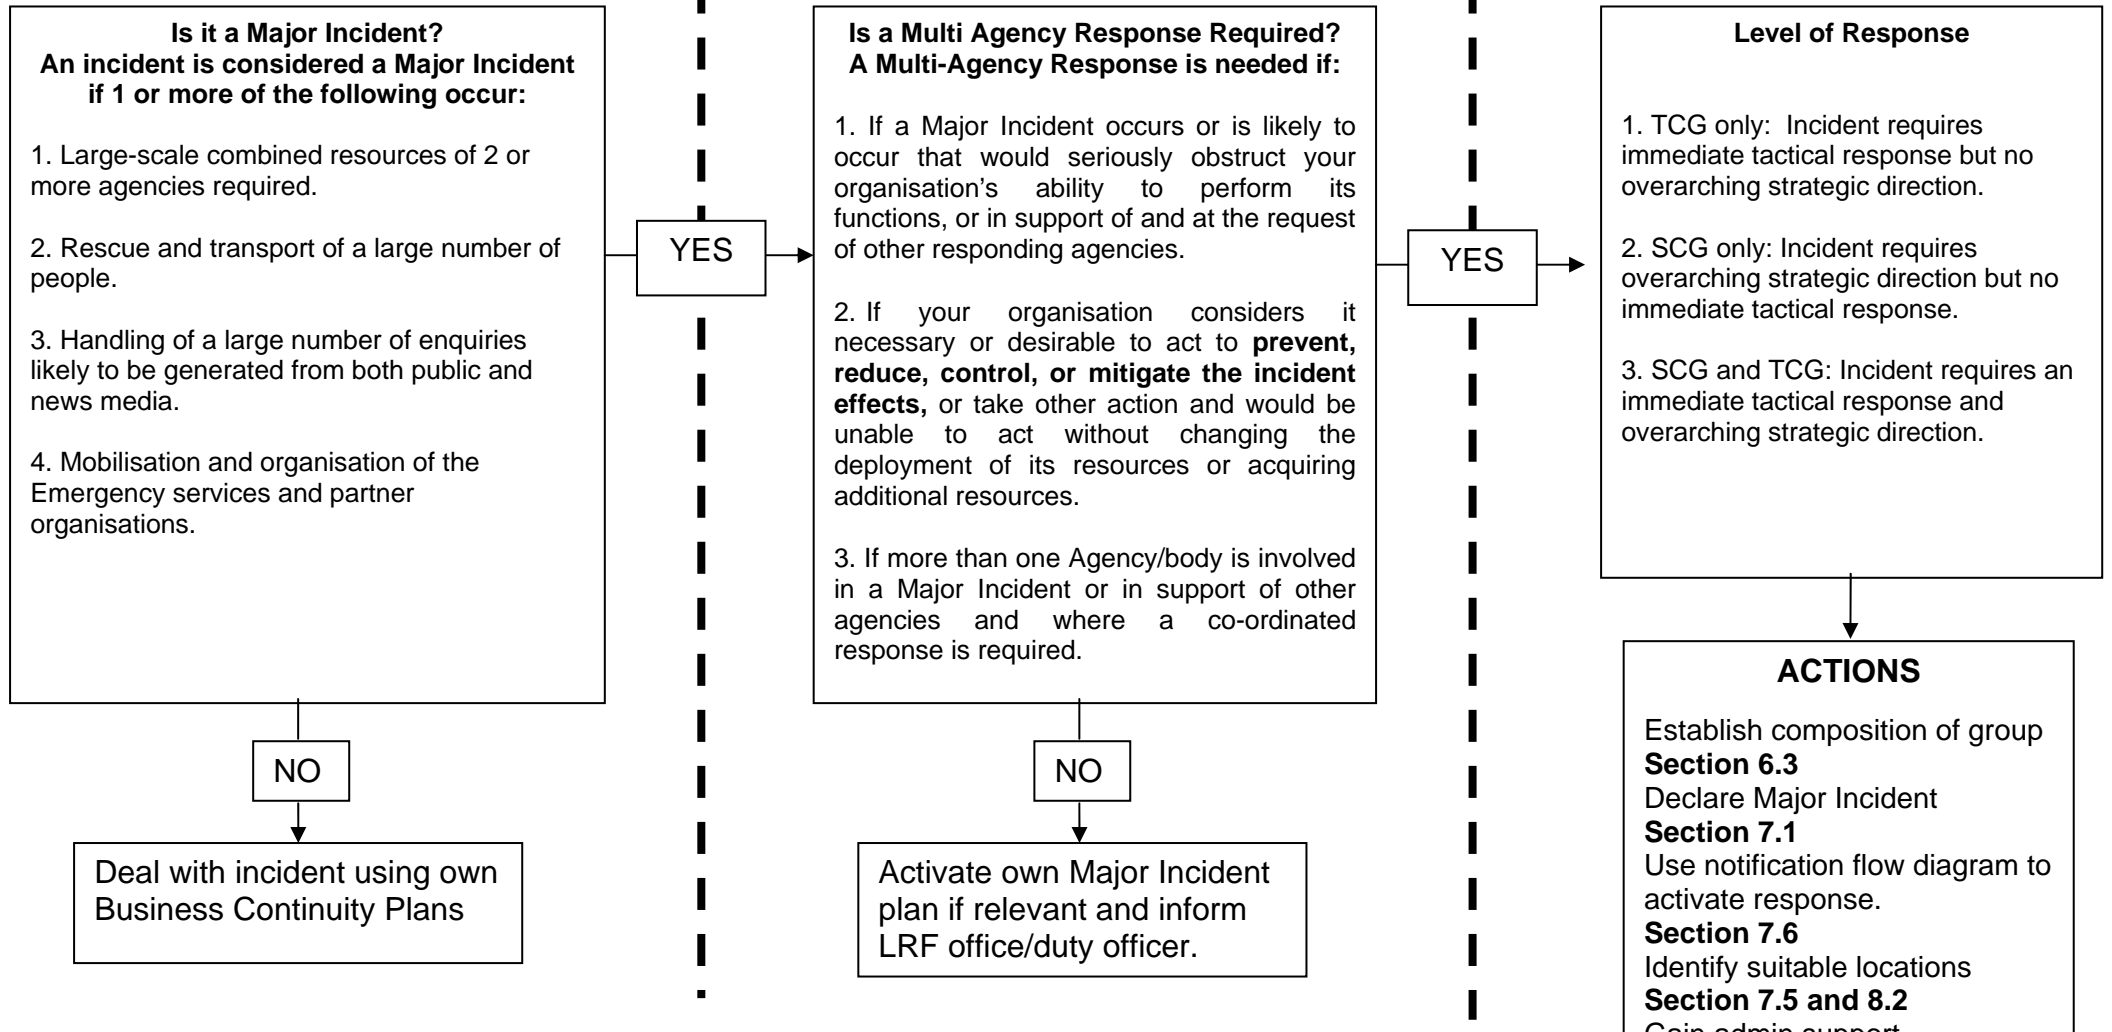 Is it a Major Incident?
An incident is considered a Major Incident
if 1 or more of the following occur:
1. Large-scale combined resources of 2 or
more agencies required.
2. Rescue and transport of a large number of
people.
3. Handling of a large number of enquiries
likely to be generated from both public and
news media.
4. Mobilisation and organisation of the
Emergency services and partner
organisations.
YES
NO
Deal with incident using own
Business Continuity Plans
Is a Multi Agency Response Required?
A Multi-Agency Response is needed if:
1. If a Major Incident occurs or is likely to
occur that would seriously obstruct your
organisation's ability to perform its
functions, or in support of and at the request
of other responding agencies.
2. If your organisation considers it
necessary or desirable to act to prevent,
reduce, control, or mitigate the incident
effects, or take other action and would be
unable to act without changing the
deployment of its resources or acquiring
additional resources.
3. If more than one Agency/body is involved
in a Major Incident or in support of other
agencies and where a co-ordinated
response is required.
YES
NO
Activate own Major Incident
plan if relevant and inform
LRF office/duty officer.
Level of Response
1. TCG only: Incident requires
immediate tactical response but no
overarching strategic direction.
2. SCG only: Incident requires
overarching strategic direction but no
immediate tactical response.
3. SCG and TCG: Incident requires an
immediate tactical response and
overarching strategic direction.
ACTIONS
Establish composition of group
Section 6.3
Declare Major Incident
Section 7.1
Use notification flow diagram to
activate response.
Section 7.6
Identify suitable locations
Section 7.5 and 8.2
Gain admin support